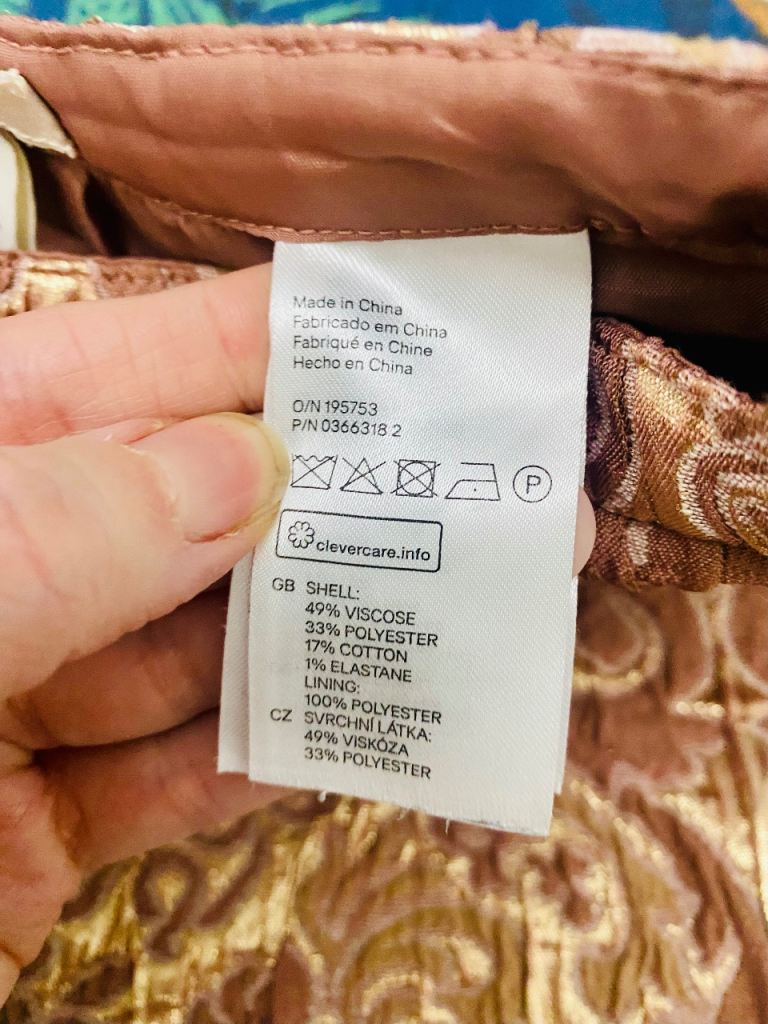 Made in China
Fabricado em China
Fabriqué en Chine
Hecho en China
O/N 195753
P/N 0366318 2
P
clevercare.info
GB SHELL:
49% VISCOSE
33% POLYESTER
17% COTTON
1% ELASTANE
LINING:
100% POLYESTER
CZ SVRCHNÍ LÁTKA:
49% VISKÓZA
33% POLYESTER